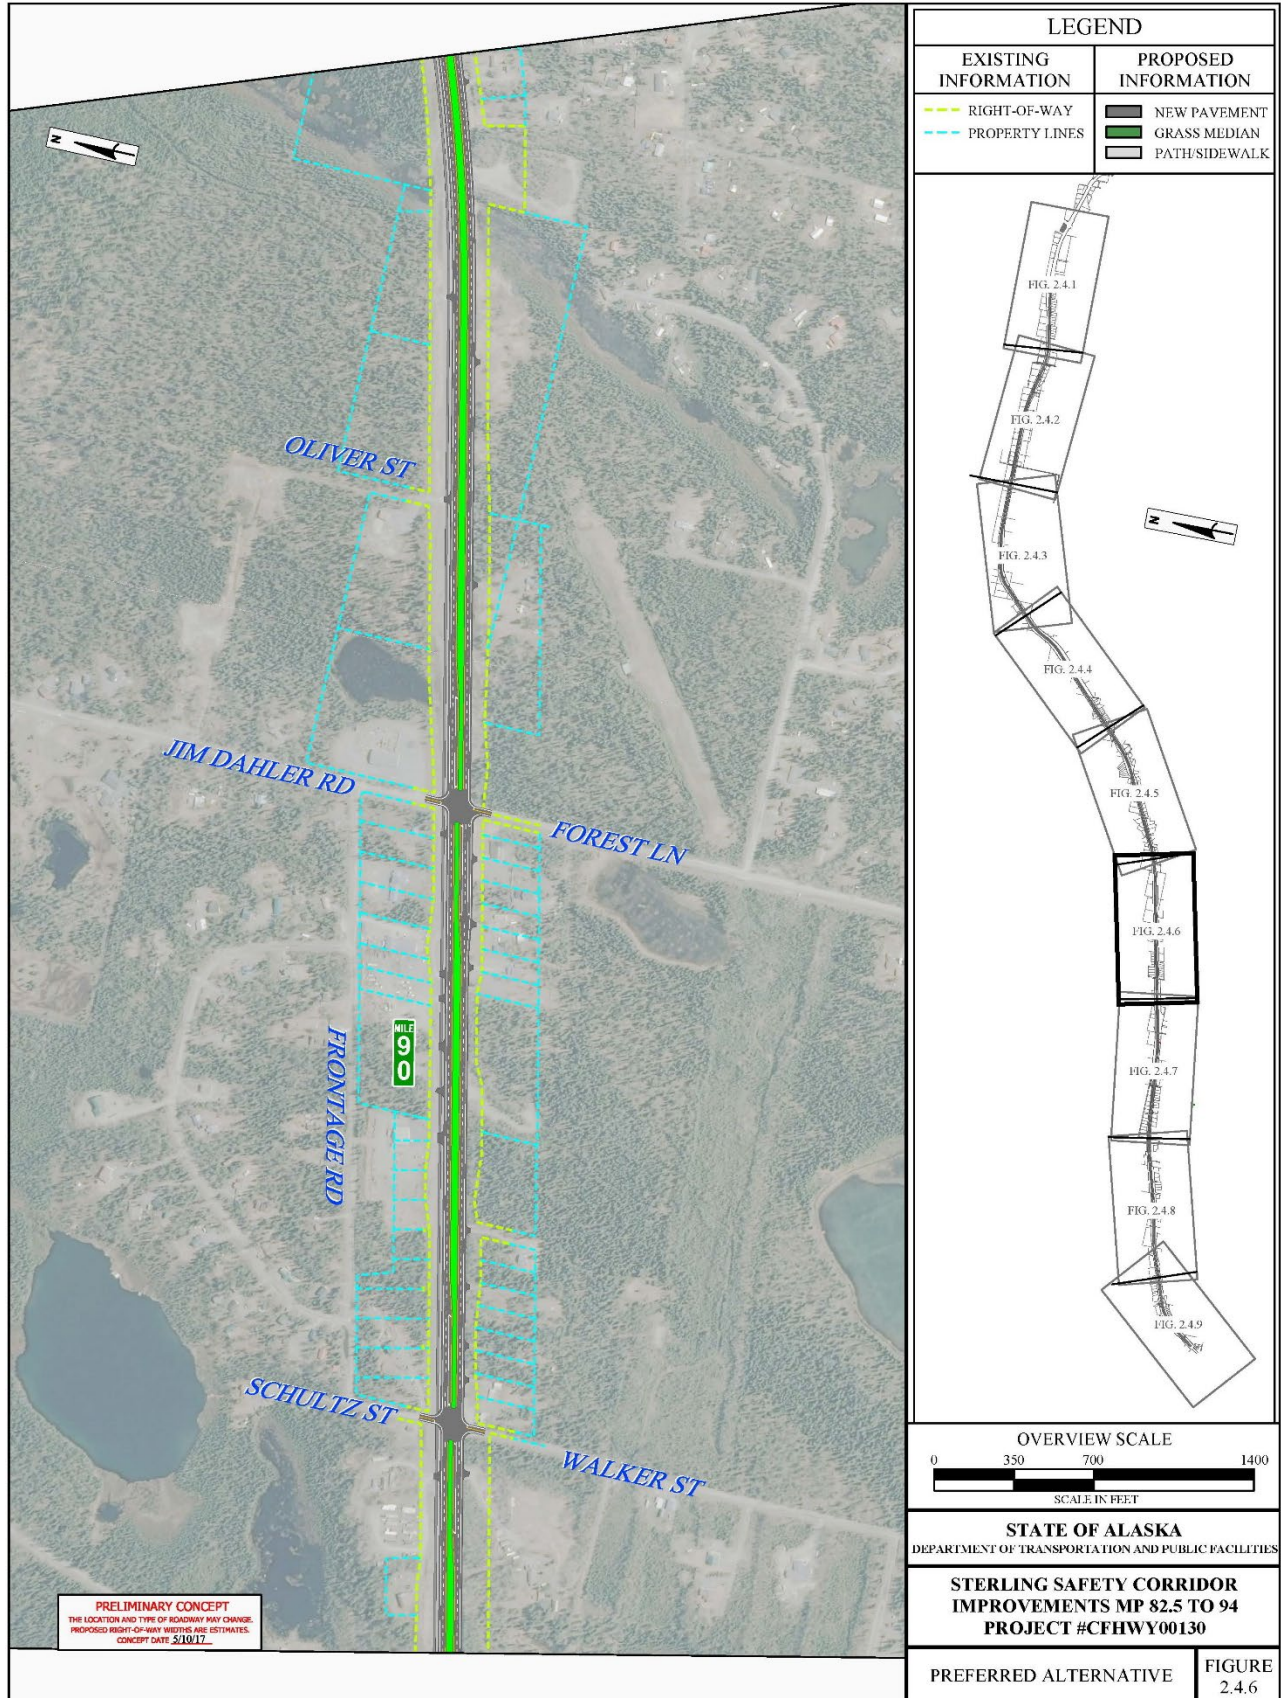 N
OLIVER ST
JIM DAHLER RD
FOREST LN
MILE
9
0
FRONTAGE RD
SCHULTZ ST
WALKER ST
PRELIMINARY CONCEPT
THE LOCATION AND TYPE OF ROADWAY MAY CHANGE.
PROPOSED RIGHT-OF-WAY WIDTHS ARE ESTIMATES.
CONCEPT DATE 5/10/17
LEGEND
EXISTING
INFORMATION
RIGHT-OF-WAY
PROPERTY LINES
PROPOSED
INFORMATION
NEW PAVEMENT
GRASS MEDIAN
PATH/SIDEWALK
FIG. 2.4.1
FIG. 2.4.2
N
FIG. 2.4.3
FIG. 2.4.4
FIG. 2.4.5
FIG. 2.4.6
FIG. 2.4.7
FIG. 2.4.8
FIG. 2.4.9
OVERVIEW SCALE
0 350 700 1400
SCALE IN FEET
STATE OF ALASKA
DEPARTMENT OF TRANSPORTATION AND PUBLIC FACILITIES
STERLING SAFETY CORRIDOR
IMPROVEMENTS MP 82.5 TO 94
PROJECT #CFHWY00130
PREFERRED ALTERNATIVE
FIGURE
2.4.6